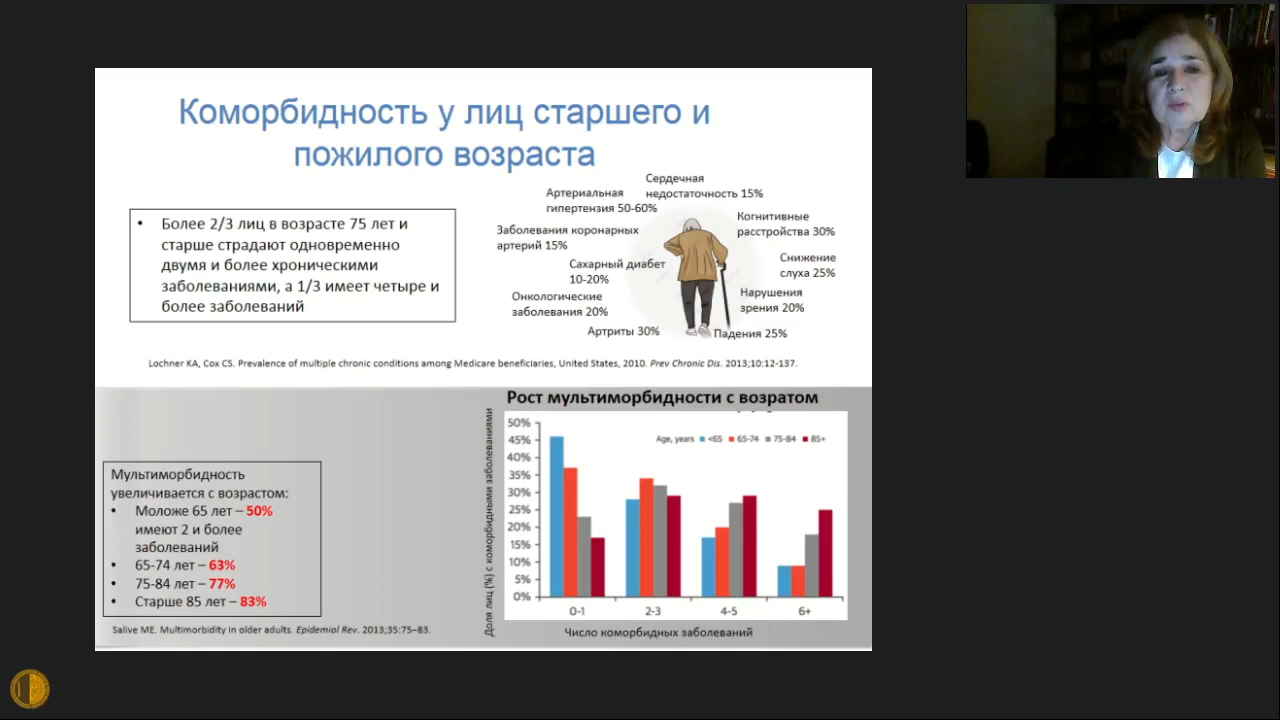 Коморбидность у лиц старшего и
пожилого возраста
• Более 2/3 лиц в возрасте 75 лет и
старше страдают одновременно
двумя и более хроническими
заболеваниями, а 1/3 имеет четыре и
более заболеваний
Сердечная
недостаточность 15%
Артериальная
гипертензия 50-60%
Когнитивные
расстройства 30%
Заболевания коронарных
артерий 15%
Снижение
слуха 25%
Сахарный диабет
10-20%
Нарушения
зрения 20%
Онкологические
заболевания 20%
Артриты 30%
Падения 25%
Lochner KA, Cox CS. Prevalence of multiple chronic conditions among Medicare beneficiaries, United States, 2010. Prev Chronic Dis. 2013;10:12-137.
Мультиморбидность
увеличивается с возрастом:
• Моложе 65 лет – 50%
имеют 2 и более
заболеваний
• 65-74 лет – 63%
• 75-84 лет – 77%
• Старше 85 лет – 83%
Salive ME. Multimorbidity in older adults. Epidemiol Rev. 2013;35:75–83.
Рост мультиморбидности с возратом
Доля лиц (%) с коморбидными заболеваниями
Age, years <65 65-74 75-84 85+
50%
45%
40%
35%
30%
25%
20%
15%
10%
5%
0%
0-1 2-3 4-5 6+
Число коморбидных заболеваний